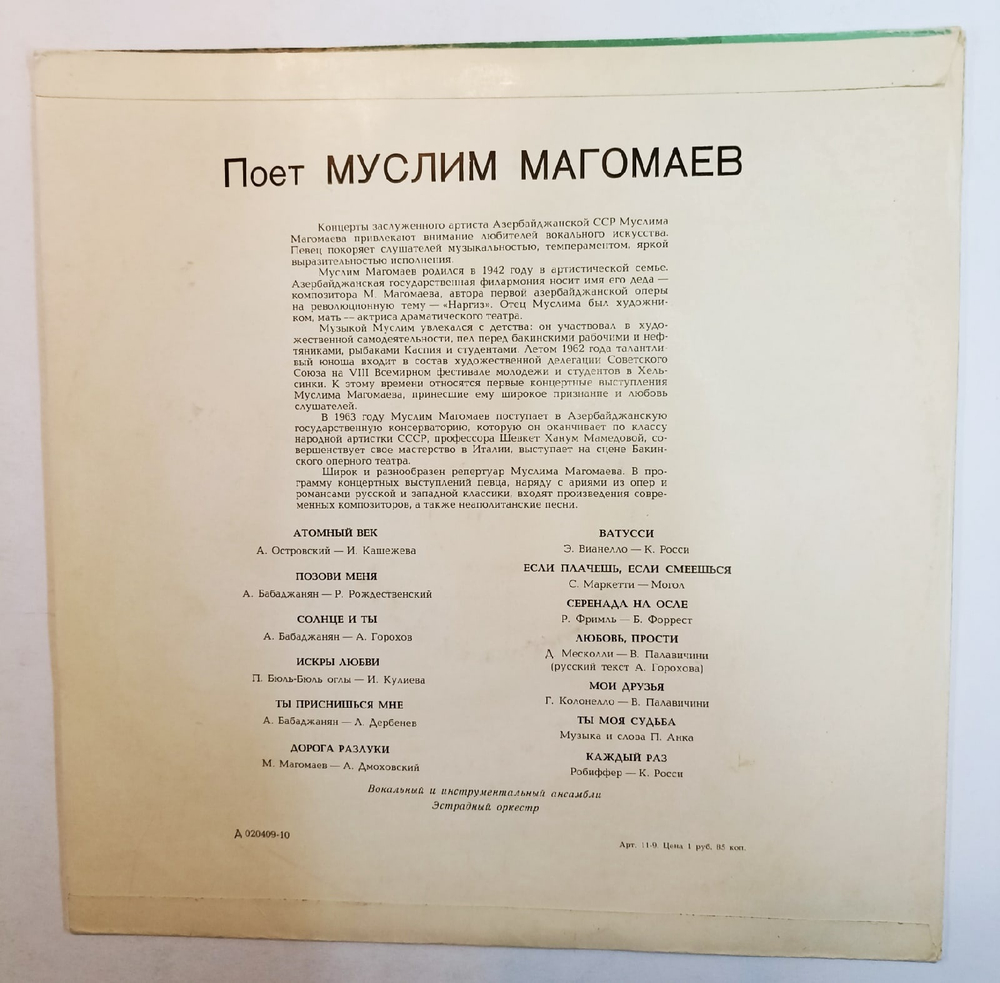 Поет МУСЛИМ МАГОМАЕВ
Концерты заслуженного артиста Азербайджанской ССР Муслима
Магомаева привлекают внимание любителей вокального искусства.
Певец покоряет слушателей музыкальностью, темпераментом, яркой
выразительностью исполнения.
Муслим Магомаев родился в 1942 году в артистической семье.
Азербайджанская государственная филармония носит имя его деда —
композитора М. Магомаева, автора первой азербайджанской оперы
на революционную тему — «Наргиз». Отец Муслима был художни-
ком, мать — актриса драматического театра.
Музыкой Муслим увлекался с детства: он участвовал в худо-
жественной самодеятельности, пел перед бакинскими рабочими и неф-
тяниками, рыбаками Каспия и студентами. Летом 1962 года талантли-
вый юноша входит в состав художественной делегации Советского
Союза на VIII Всемирном фестивале молодежи и студентов в Хель-
синки. К этому времени относятся первые концертные выступления
Муслима Магомаева, принесшие ему широкое признание и любовь
слушателей.
В 1963 году Муслим Магомаев поступает в Азербайджанскую
государственную консерваторию, которую он оканчивает по классу
народной артистки СССР, профессора Шевкет Ханум Мамедовой, со-
вершенствует свое мастерство в Италии, выступает на сцене Бакин-
ского оперного театра.
Широк и разнообразен репертуар Муслима Магомаева. В про-
грамму концертных выступлений певца, наряду с ариями из опер и
романсами русской и западной классики, входят произведения совре-
менных композиторов, а также неаполитанские песни.
АТОМНЫЙ ВЕК
А. Островский — И. Кашежева
ПОЗОВИ МЕНЯ
А. Бабаджанян — Р. Рождественский
СОЛНЦЕ И ТЫ
А. Бабаджанян — А. Горохов
ИСКРЫ ЛЮБВИ
П. Бюль-Бюль оглы — И. Кулиева
ТЫ ПРИСНИШЬСЯ МНЕ
А. Бабаджанян — Л. Дербенев
ДОРОГА РАЗЛУКИ
М. Магомаев — А. Дмоховский
ВАТУССИ
Э. Вианелло — К. Росси
ЕСЛИ ПЛАЧЕШЬ, ЕСЛИ СМЕЕШЬСЯ
С. Маркетти — Могол
СЕРЕНАДА НА ОСЛЕ
Р. Фримль — Б. Форрест
ЛЮБОВЬ, ПРОСТИ
Д. Месколли — В. Палавичини
(русский текст А. Горохова)
МОИ ДРУЗЬЯ
Г. Колонелло — В. Палавичини
ТЫ МОЯ СУДЬБА
Музыка и слова П. Анка
КАЖДЫЙ РАЗ
Робиффер — К. Росси
Вокальный и инструментальный ансамбли
Эстрадный оркестр
Д 020409-10
Арт. 11-9. Цена 1 руб. 85 коп.